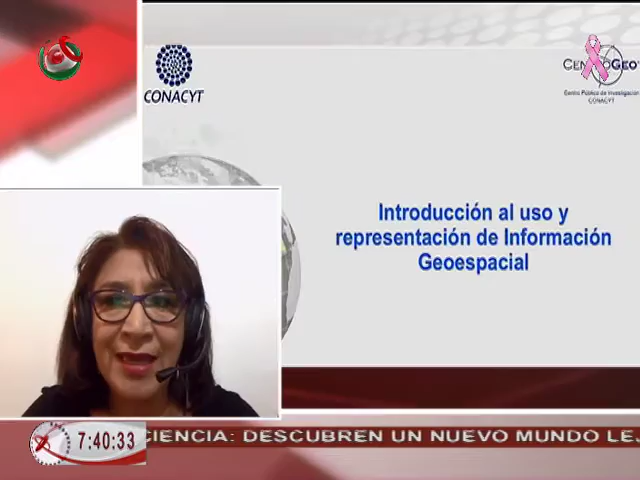 CONACYT
CENTROGEO
Centro Público de Investigación
CONACYT
Introducción al uso y
representación de Información
Geoespacial
7:40:33
CIENCIA: DESCUBREN UN NUEVO MUNDO LEJ